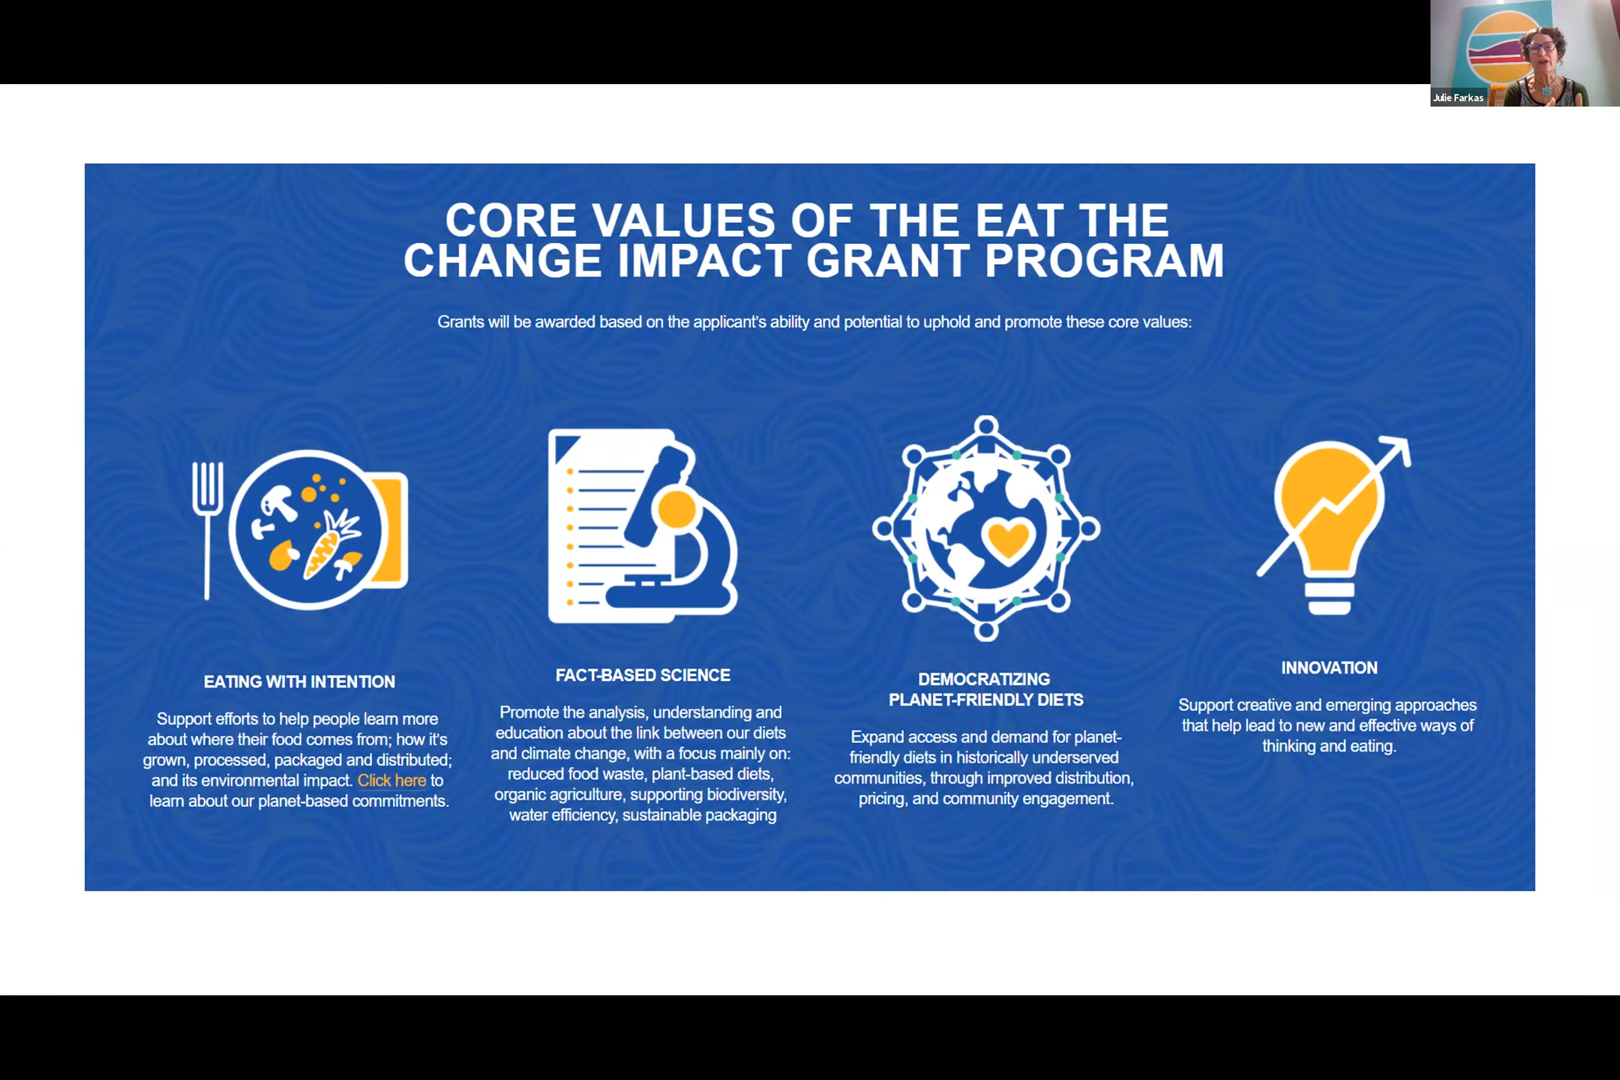 Julie Farkas
CORE VALUES OF THE EAT THE
CHANGE IMPACT GRANT PROGRAM
Grants will be awarded based on the applicant's ability and potential to uphold and promote these core values:
EATING WITH INTENTION
Support efforts to help people learn more
about where their food comes from; how it's
grown, processed, packaged and distributed;
and its environmental impact. Click here to
learn about our planet-based commitments.
FACT-BASED SCIENCE
Promote the analysis, understanding and
education about the link between our diets
and climate change, with a focus mainly on:
reduced food waste, plant-based diets,
organic agriculture, supporting biodiversity,
water efficiency, sustainable packaging
DEMOCRATIZING
PLANET-FRIENDLY DIETS
Expand access and demand for planet-
friendly diets in historically underserved
communities, through improved distribution,
pricing, and community engagement.
INNOVATION
Support creative and emerging approaches
that help lead to new and effective ways of
thinking and eating.